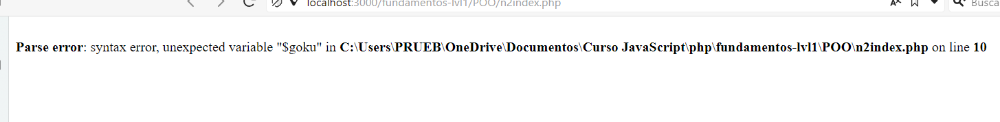 localhost:3000/fundamentos-lvl1/POO/n2index.php
Busca
Parse error: syntax error, unexpected variable "$goku" in C:\Users\PRUEB\OneDrive\Documentos\Curso JavaScript\php\fundamentos-lvl1\POO\n2index.php on line 10